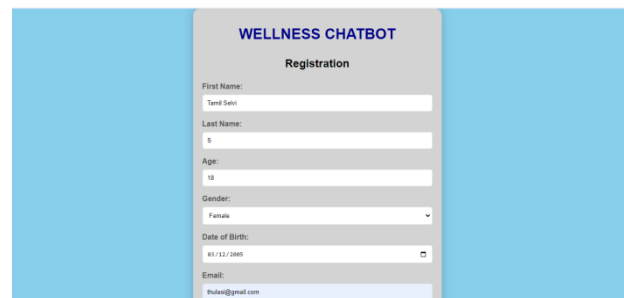 WELLNESS CHATBOT
Registration
First Name:
Tamil Selvi
Last Name:
S
Age:
18
Gender:
Female
Date of Birth:
03/12/2005
Email:
thulasi@gmail.com